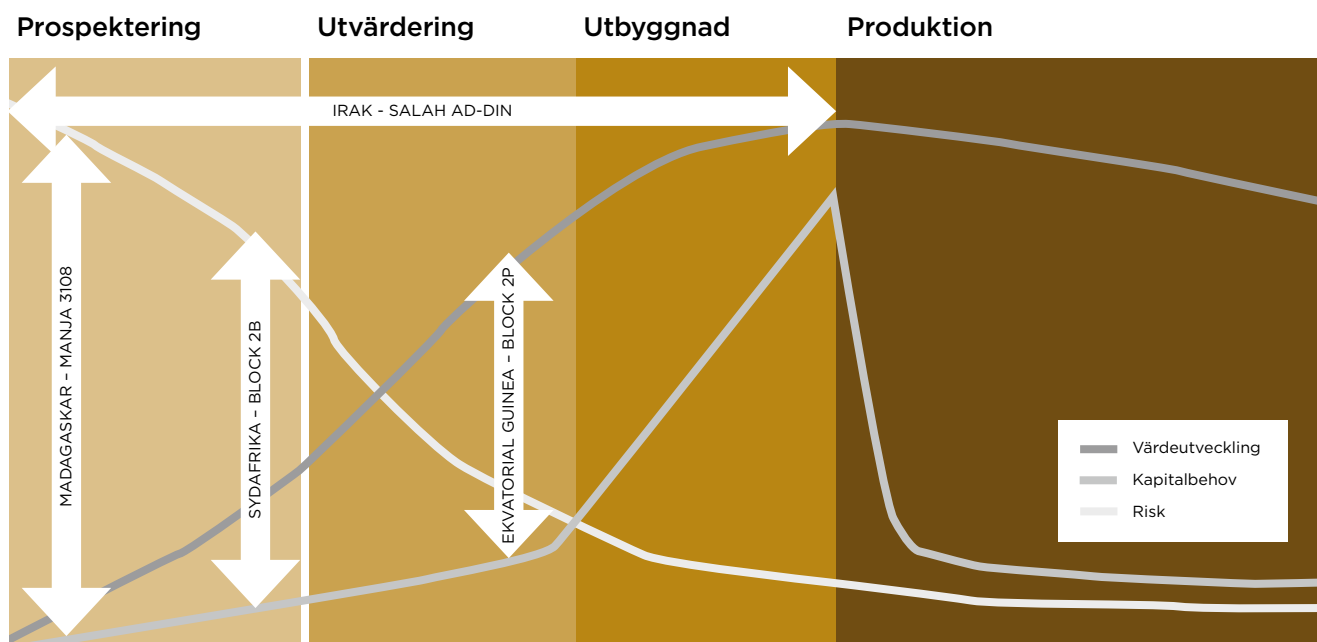 Prospektering
Utvärdering
Utbyggnad
Produktion
IRAK - SALAH AD-DIN
MADAGASKAR - MANJA 3108
SYDAFRIKA - BLOCK 2B
EKVATORIAL GUINEA - BLOCK 2P
Värdeutveckling
Kapitalbehov
Risk